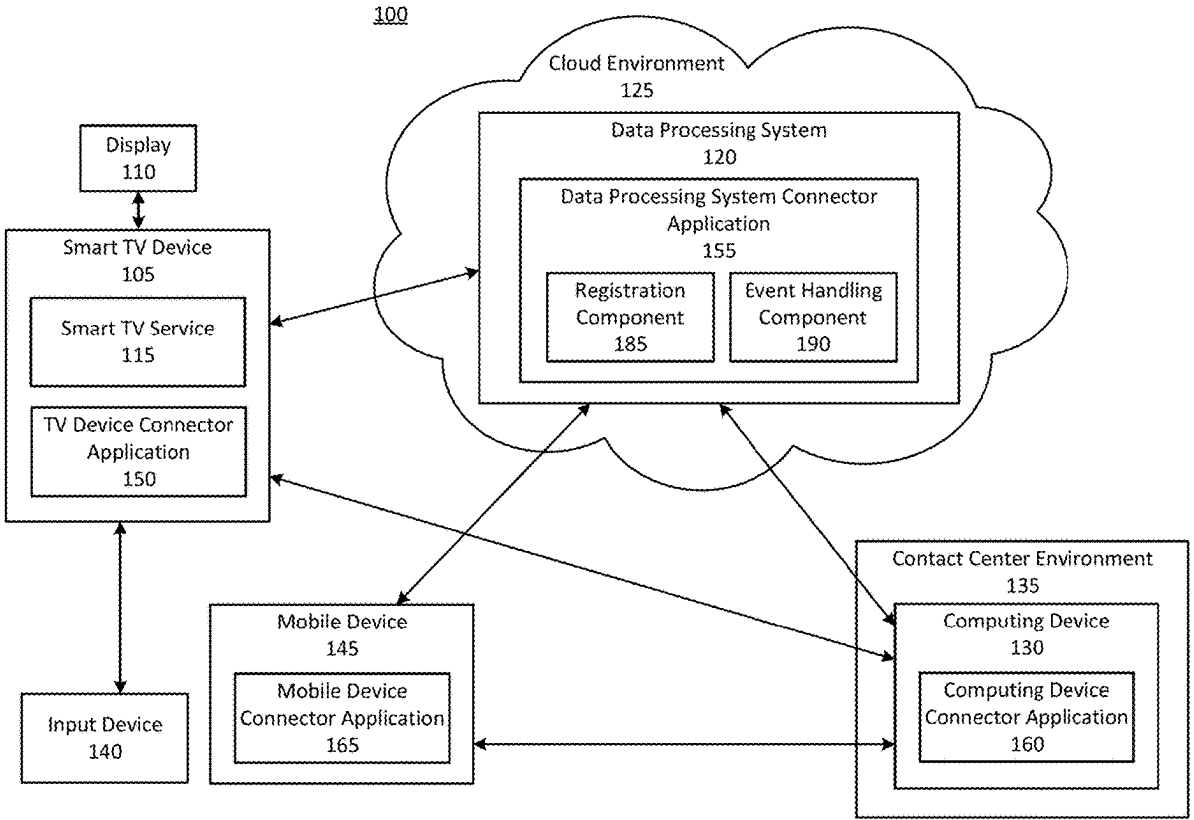 100
Cloud Environment
125
Data Processing System
120
Data Processing System Connector
Application
155
Registration
Component
185
Event Handling
Component
190
Display
110
Smart TV Device
105
Smart TV Service
115
TV Device Connector
Application
150
Input Device
140
Mobile Device
145
Mobile Device
Connector Application
165
Contact Center Environment
135
Computing Device
130
Computing Device
Connector Application
160